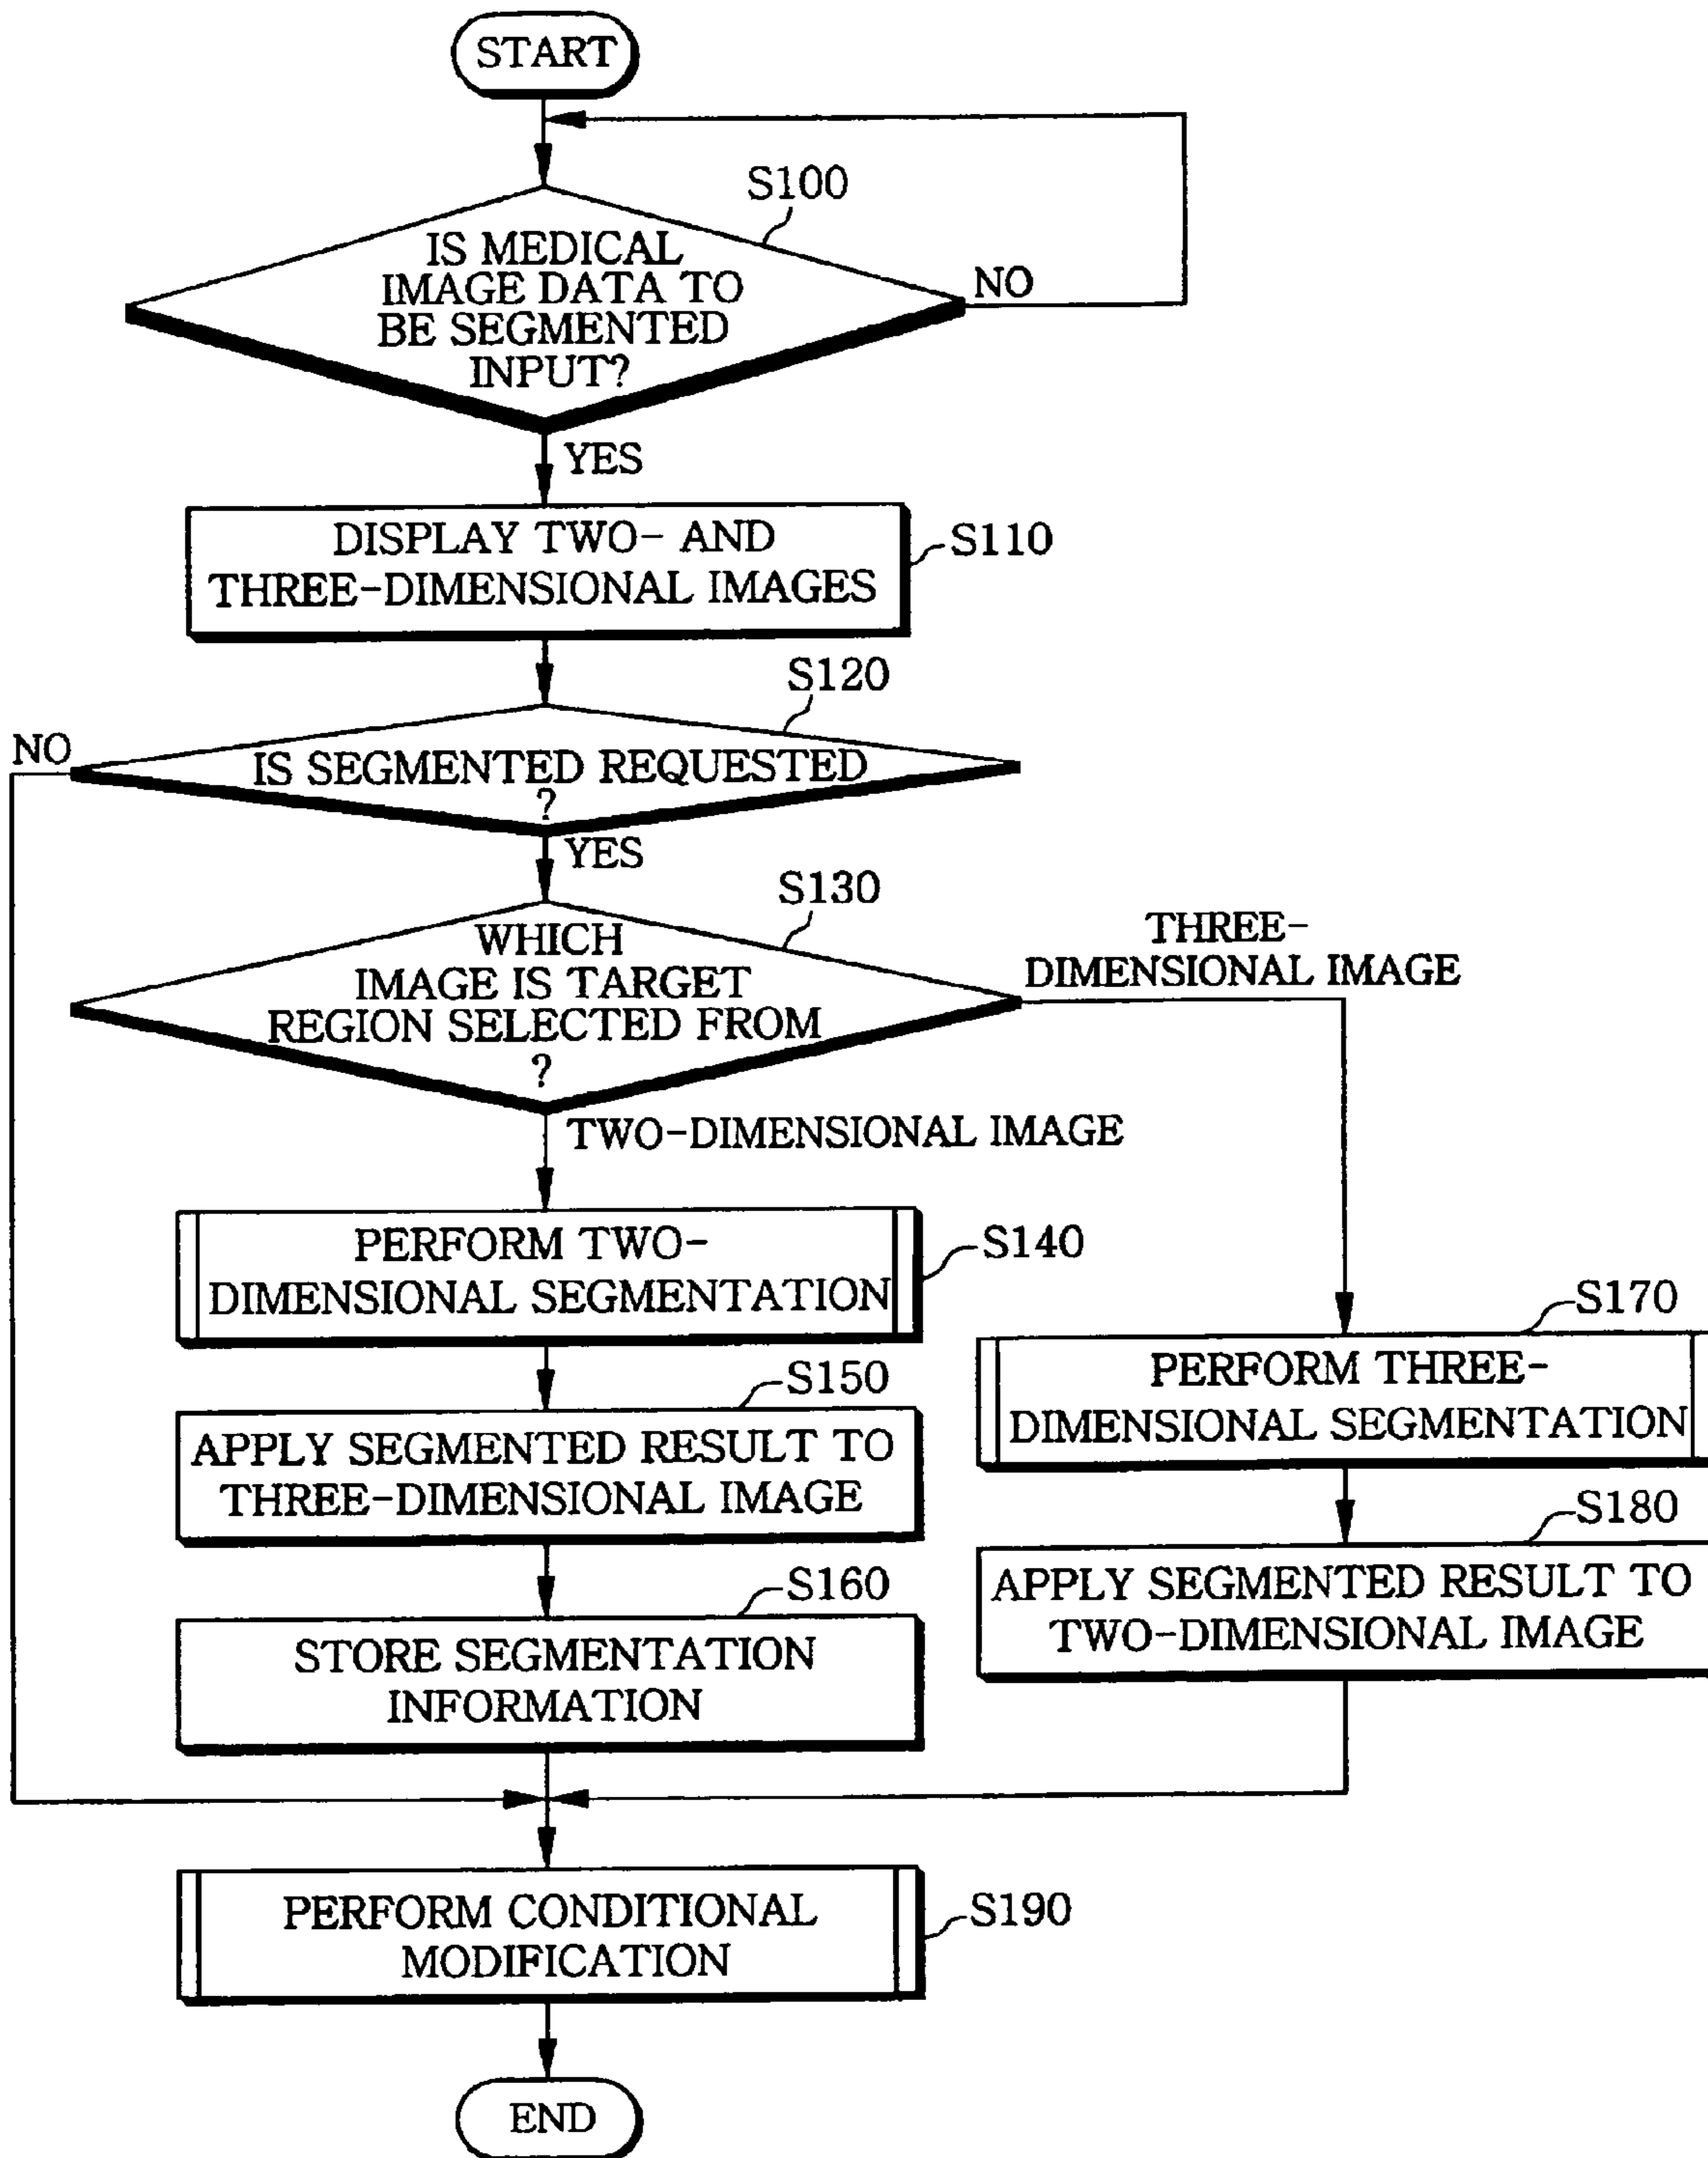 START
S100
IS MEDICAL
IMAGE DATA TO
BE SEGMENTED
INPUT?
NO
YES
DISPLAY TWO- AND
THREE-DIMENSIONAL IMAGES
S110
S120
NO
IS SEGMENTED REQUESTED
?
YES
S130
WHICH
IMAGE IS TARGET
REGION SELECTED FROM
?
THREE-
DIMENSIONAL IMAGE
TWO-DIMENSIONAL IMAGE
PERFORM TWO-
DIMENSIONAL SEGMENTATION
S140
S150
APPLY SEGMENTED RESULT TO
THREE-DIMENSIONAL IMAGE
S160
STORE SEGMENTATION
INFORMATION
S170
PERFORM THREE-
DIMENSIONAL SEGMENTATION
S180
APPLY SEGMENTED RESULT TO
TWO-DIMENSIONAL IMAGE
PERFORM CONDITIONAL
MODIFICATION
S190
END